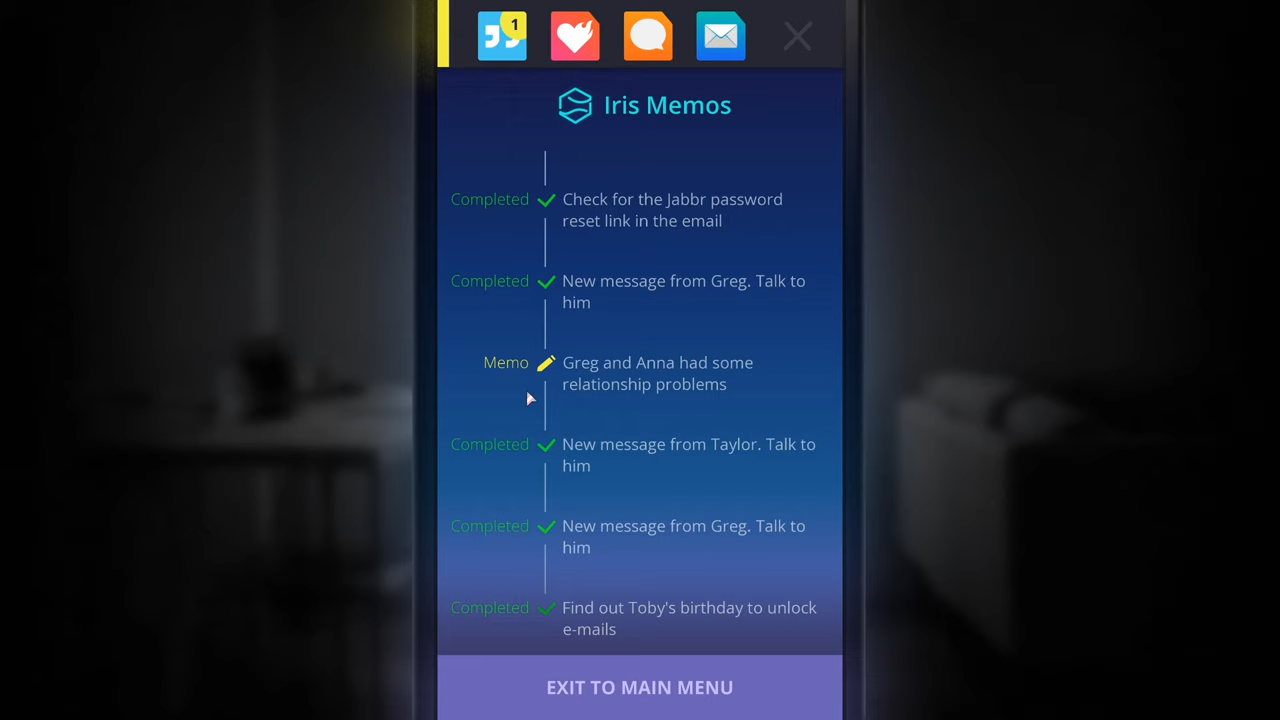 1
Iris Memos
Completed
Check for the Jabbr password
reset link in the email
Completed
New message from Greg. Talk to
him
Memo
Greg and Anna had some
relationship problems
Completed
New message from Taylor. Talk to
him
Completed
New message from Greg. Talk to
him
Completed
Find out Toby's birthday to unlock
e-mails
EXIT TO MAIN MENU